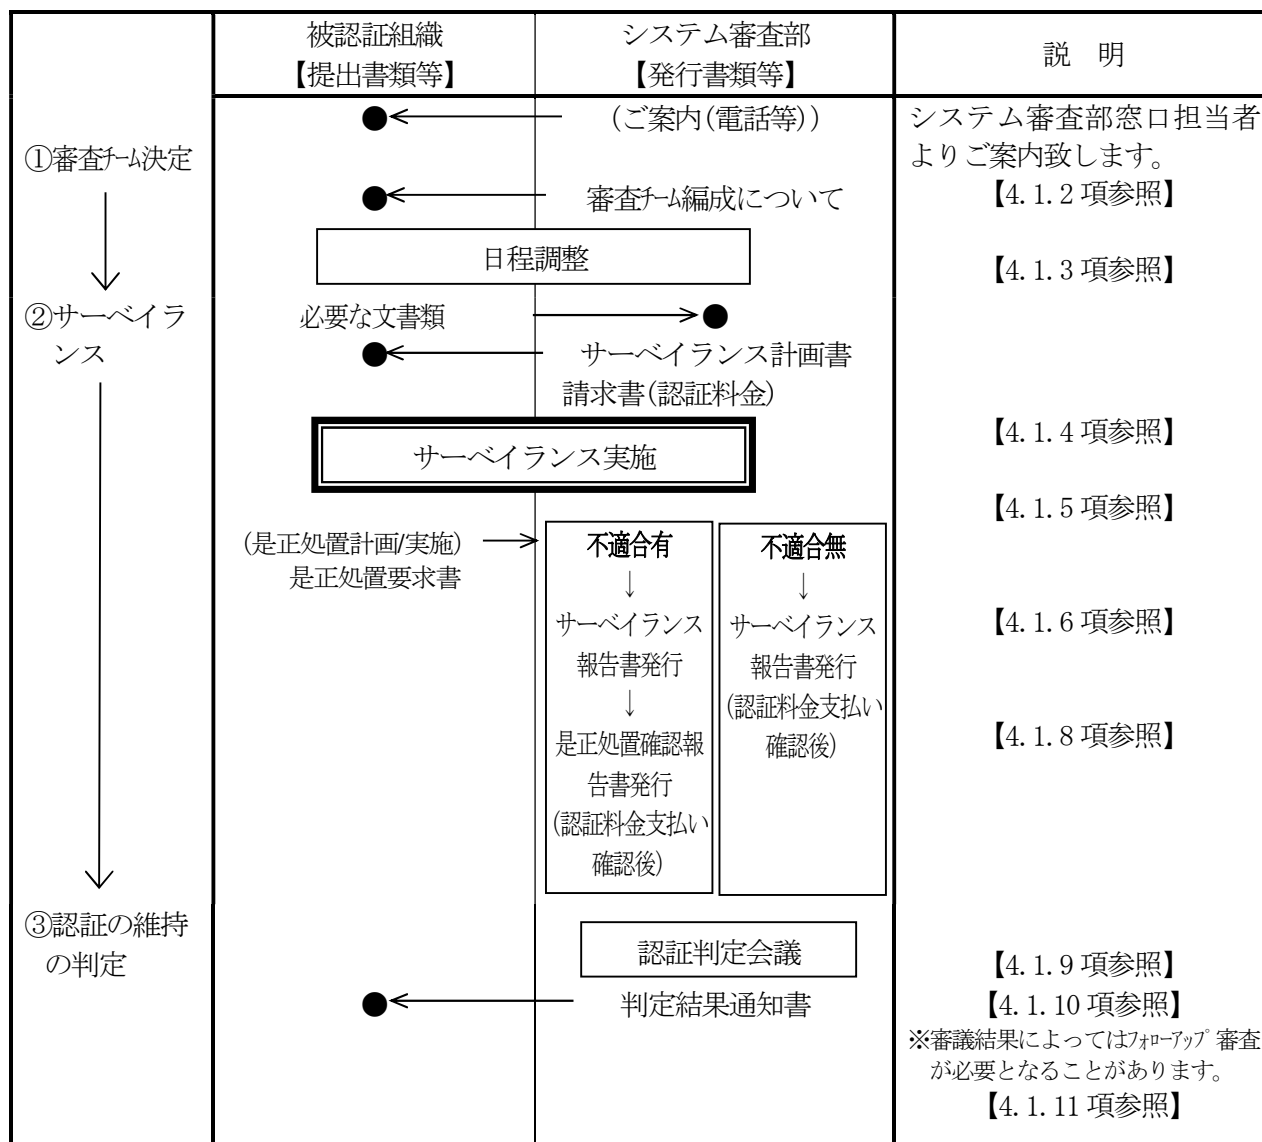 被認証組織
【提出書類等】
システム審査部
【発行書類等】
説　明
(ご案内(電話等))
システム審査部窓口担当者
よりご案内致します。
①審査ﾁｰﾑ決定
審査ﾁｰﾑ編成について
【4.1.2 項参照】
日程調整
【4.1.3 項参照】
②サーベイラ
ンス
必要な文書類
サーベイランス計画書
請求書(認証料金)
サーベイランス実施
【4.1.4 項参照】
【4.1.5 項参照】
(是正処置計画/実施)
是正処置要求書
不適合有
↓
サーベイランス
報告書発行
↓
是正処置確認報
告書発行
(認証料金支払い
確認後)
不適合無
↓
サーベイランス
報告書発行
(認証料金支払い
確認後)
【4.1.6 項参照】
【4.1.8 項参照】
③認証の維持
の判定
認証判定会議
【4.1.9 項参照】
判定結果通知書
【4.1.10 項参照】
※審議結果によってはﾌｫﾛｰｱｯﾌﾟ審査
が必要となることがあります。
【4.1.11 項参照】